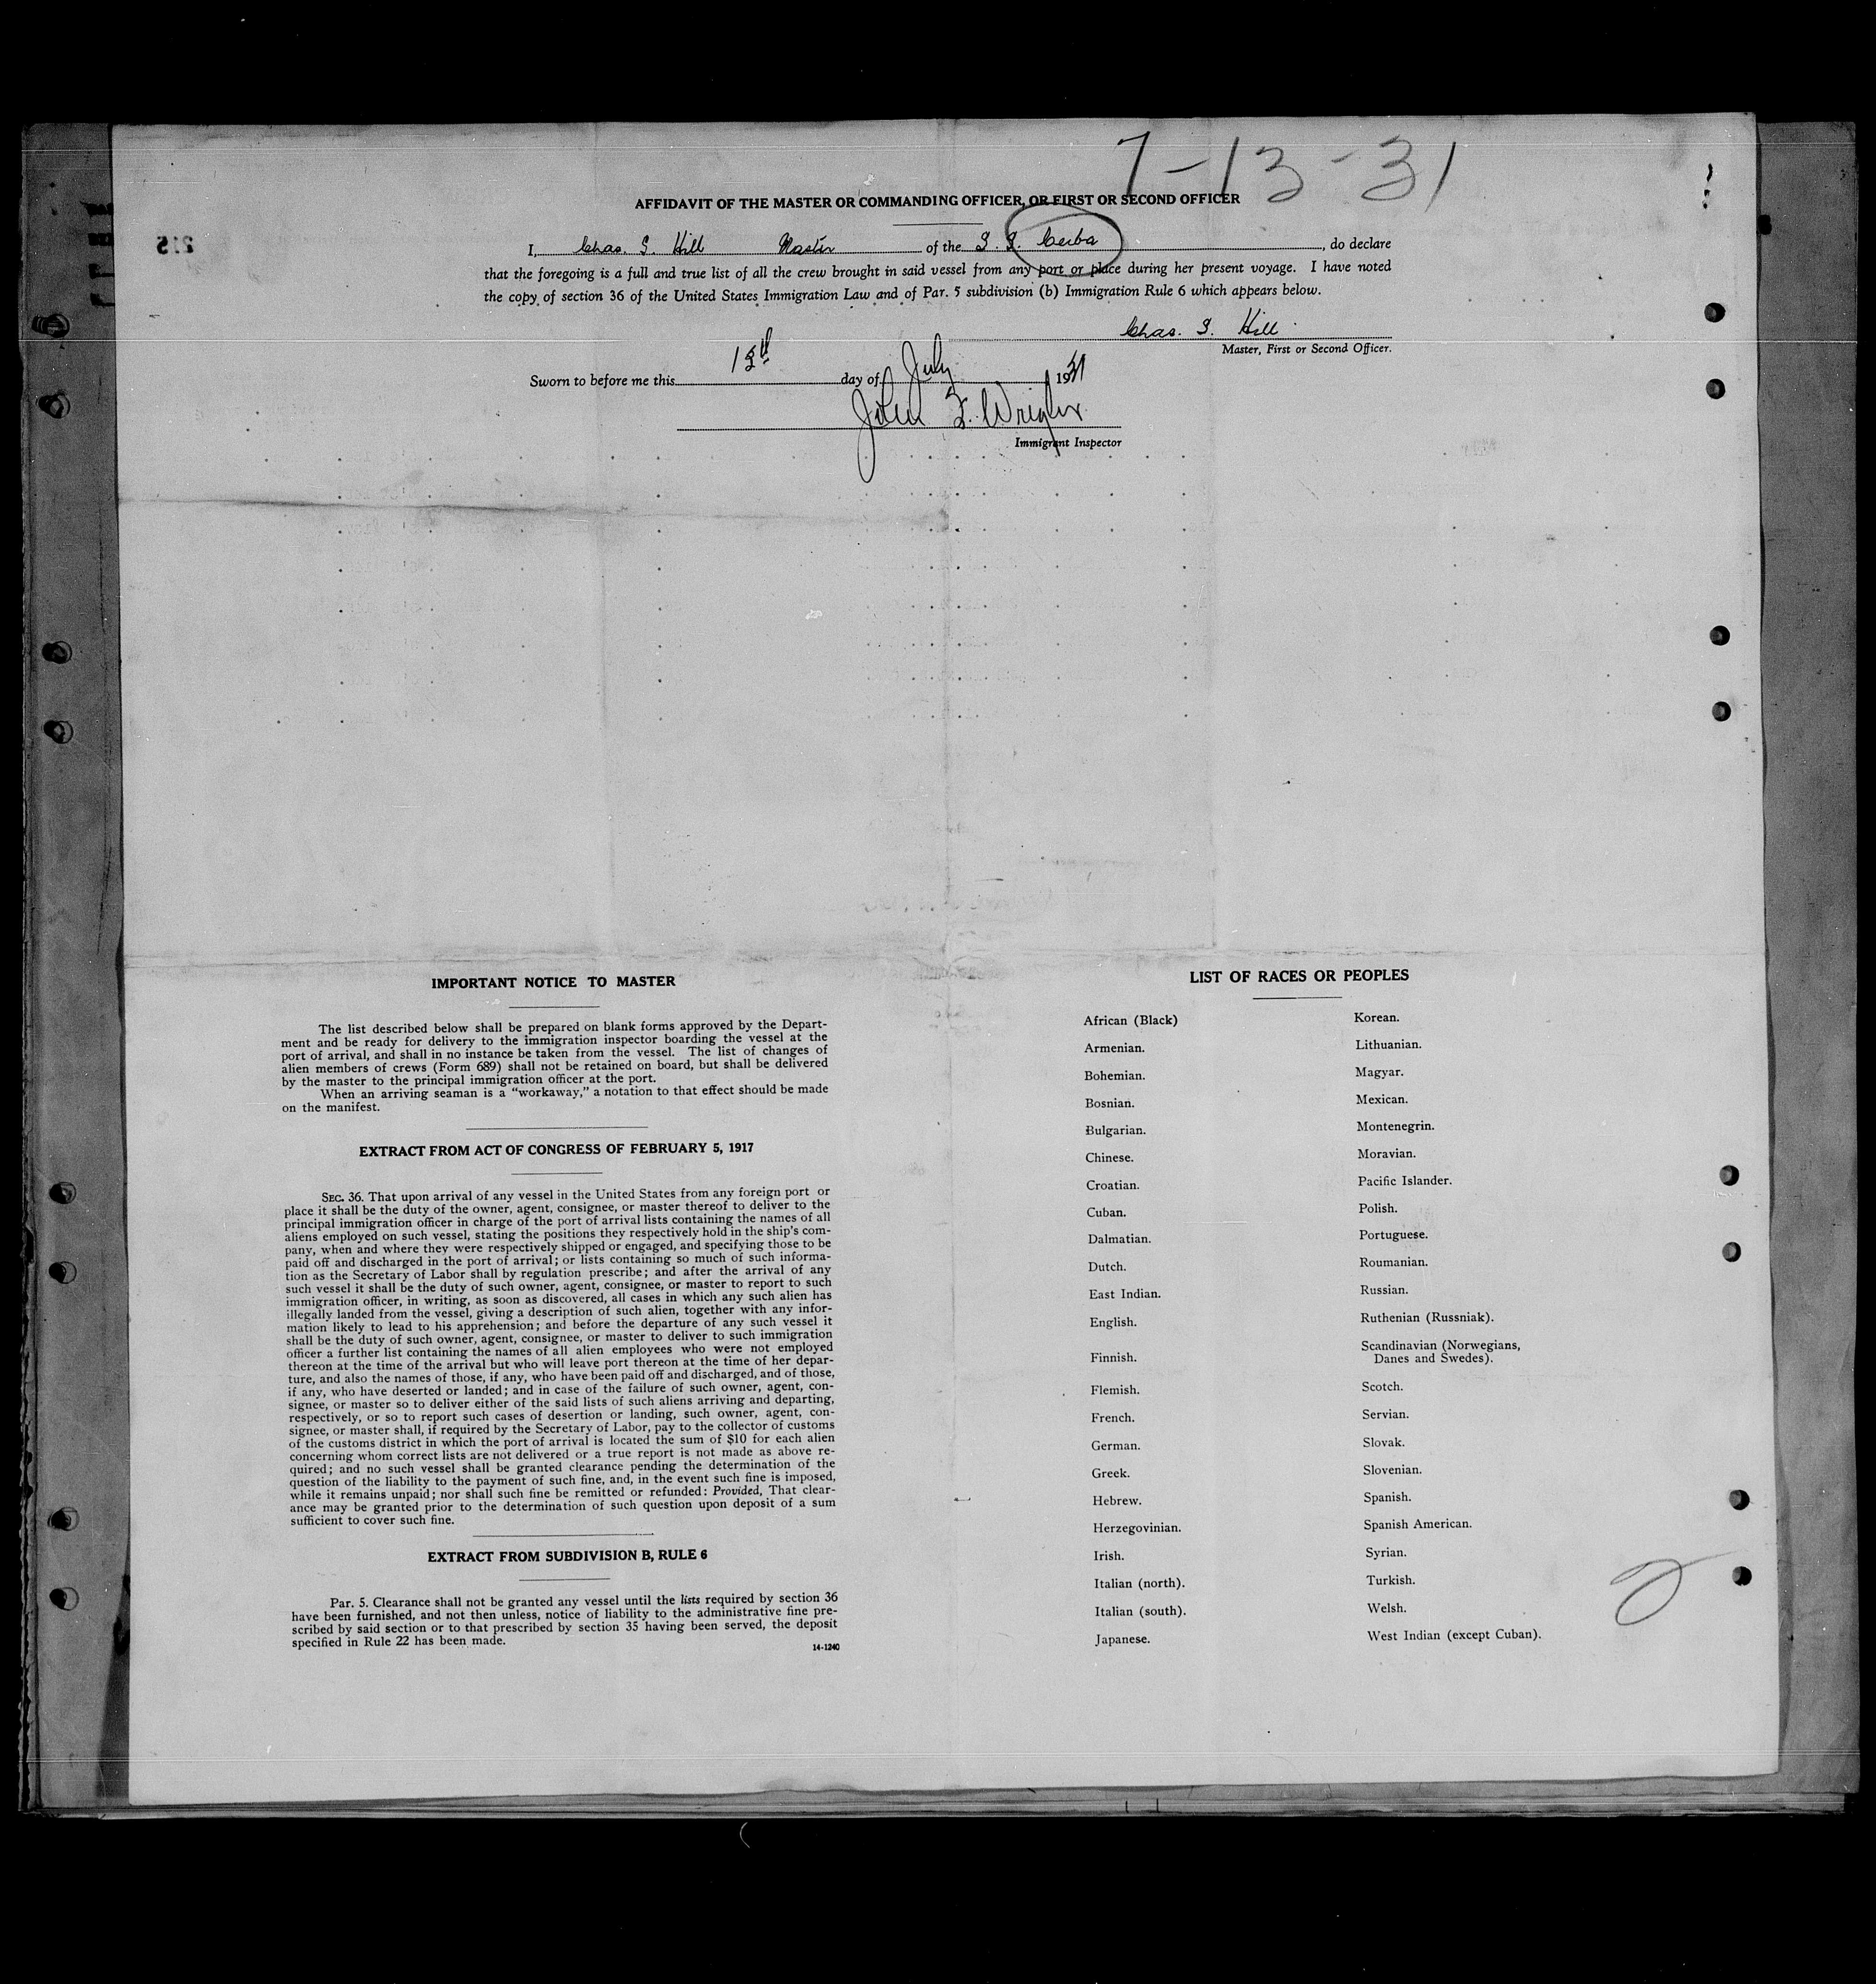 7-13-31
AFFIDAVIT OF THE MASTER OR COMMANDING OFFICER, OR FIRST OR SECOND OFFICER
I, Chas. S. Hill Master of the S. S. Ceiba, do declare
that the foregoing is a full and true list of all the crew brought in said vessel from any port or place during her present voyage. I have noted
the copy of section 36 of the United States Immigration Law and of Par. 5 subdivision (b) Immigration Rule 6 which appears below.
Chas. S. Hill
Master, First or Second Officer.
Sworn to before me this 13th day of July 1931
John F. Wright
Immigrant Inspector
215
IMPORTANT NOTICE TO MASTER
The list described below shall be prepared on blank forms approved by the Depart-
ment and be ready for delivery to the immigration inspector boarding the vessel at the
port of arrival, and shall in no instance be taken from the vessel. The list of changes of
alien members of crews (Form 689) shall not be retained on board, but shall be delivered
by the master to the principal immigration officer at the port.
When an arriving seaman is a "workaway," a notation to that effect should be made
on the manifest.
EXTRACT FROM ACT OF CONGRESS OF FEBRUARY 5, 1917
SEC. 36. That upon arrival of any vessel in the United States from any foreign port or
place it shall be the duty of the owner, agent, consignee, or master thereof to deliver to the
principal immigration officer in charge of the port of arrival lists containing the names of all
aliens employed on such vessel, stating the positions they respectively hold in the ship's com-
pany, when and where they were respectively shipped or engaged, and specifying those to be
paid off and discharged in the port of arrival; or lists containing so much of such informa-
tion as the Secretary of Labor shall by regulation prescribe; and after the arrival of any
such vessel it shall be the duty of such owner, agent, consignee, or master to report to such
immigration officer, in writing, as soon as discovered, all cases in which any such alien has
illegally landed from the vessel, giving a description of such alien, together with any infor-
mation likely to lead to his apprehension; and before the departure of any such vessel it
shall be the duty of such owner, agent, consignee, or master to deliver to such immigration
officer a further list containing the names of all alien employees who were not employed
thereon at the time of the arrival but who will leave port thereon at the time of her depar-
ture, and also the names of those, if any, who have been paid off and discharged, and of those,
if any, who have deserted or landed; and in case of the failure of such owner, agent, con-
signee, or master so to deliver either of the said lists of such aliens arriving and departing,
respectively, or so to report such cases of desertion or landing, such owner, agent, con-
signee, or master shall, if required by the Secretary of Labor, pay to the collector of customs
of the customs district in which the port of arrival is located the sum of $10 for each alien
concerning whom correct lists are not delivered or a true report is not made as above re-
quired; and no such vessel shall be granted clearance pending the determination of the
question of the liability to the payment of such fine, and, in the event such fine is imposed,
while it remains unpaid; nor shall such fine be remitted or refunded: Provided, That clear-
ance may be granted prior to the determination of such question upon deposit of a sum
sufficient to cover such fine.
EXTRACT FROM SUBDIVISION B, RULE 6
Par. 5. Clearance shall not be granted any vessel until the lists required by section 36
have been furnished, and not then unless, notice of liability to the administrative fine pre-
scribed by said section or to that prescribed by section 35 having been served, the deposit
specified in Rule 22 has been made.
14-1240
LIST OF RACES OR PEOPLES
African (Black)
Armenian.
Bohemian.
Bosnian.
Bulgarian.
Chinese.
Croatian.
Cuban.
Dalmatian.
Dutch.
East Indian.
English.
Finnish.
Flemish.
French.
German.
Greek.
Hebrew.
Herzegovinian.
Irish.
Italian (north).
Italian (south).
Japanese.
Korean.
Lithuanian.
Magyar.
Mexican.
Montenegrin.
Moravian.
Pacific Islander.
Polish.
Portuguese.
Roumanian.
Russian.
Ruthenian (Russniak).
Scandinavian (Norwegians,
Danes and Swedes).
Scotch.
Servian.
Slovak.
Slovenian.
Spanish.
Spanish American.
Syrian.
Turkish.
Welsh.
West Indian (except Cuban).
2